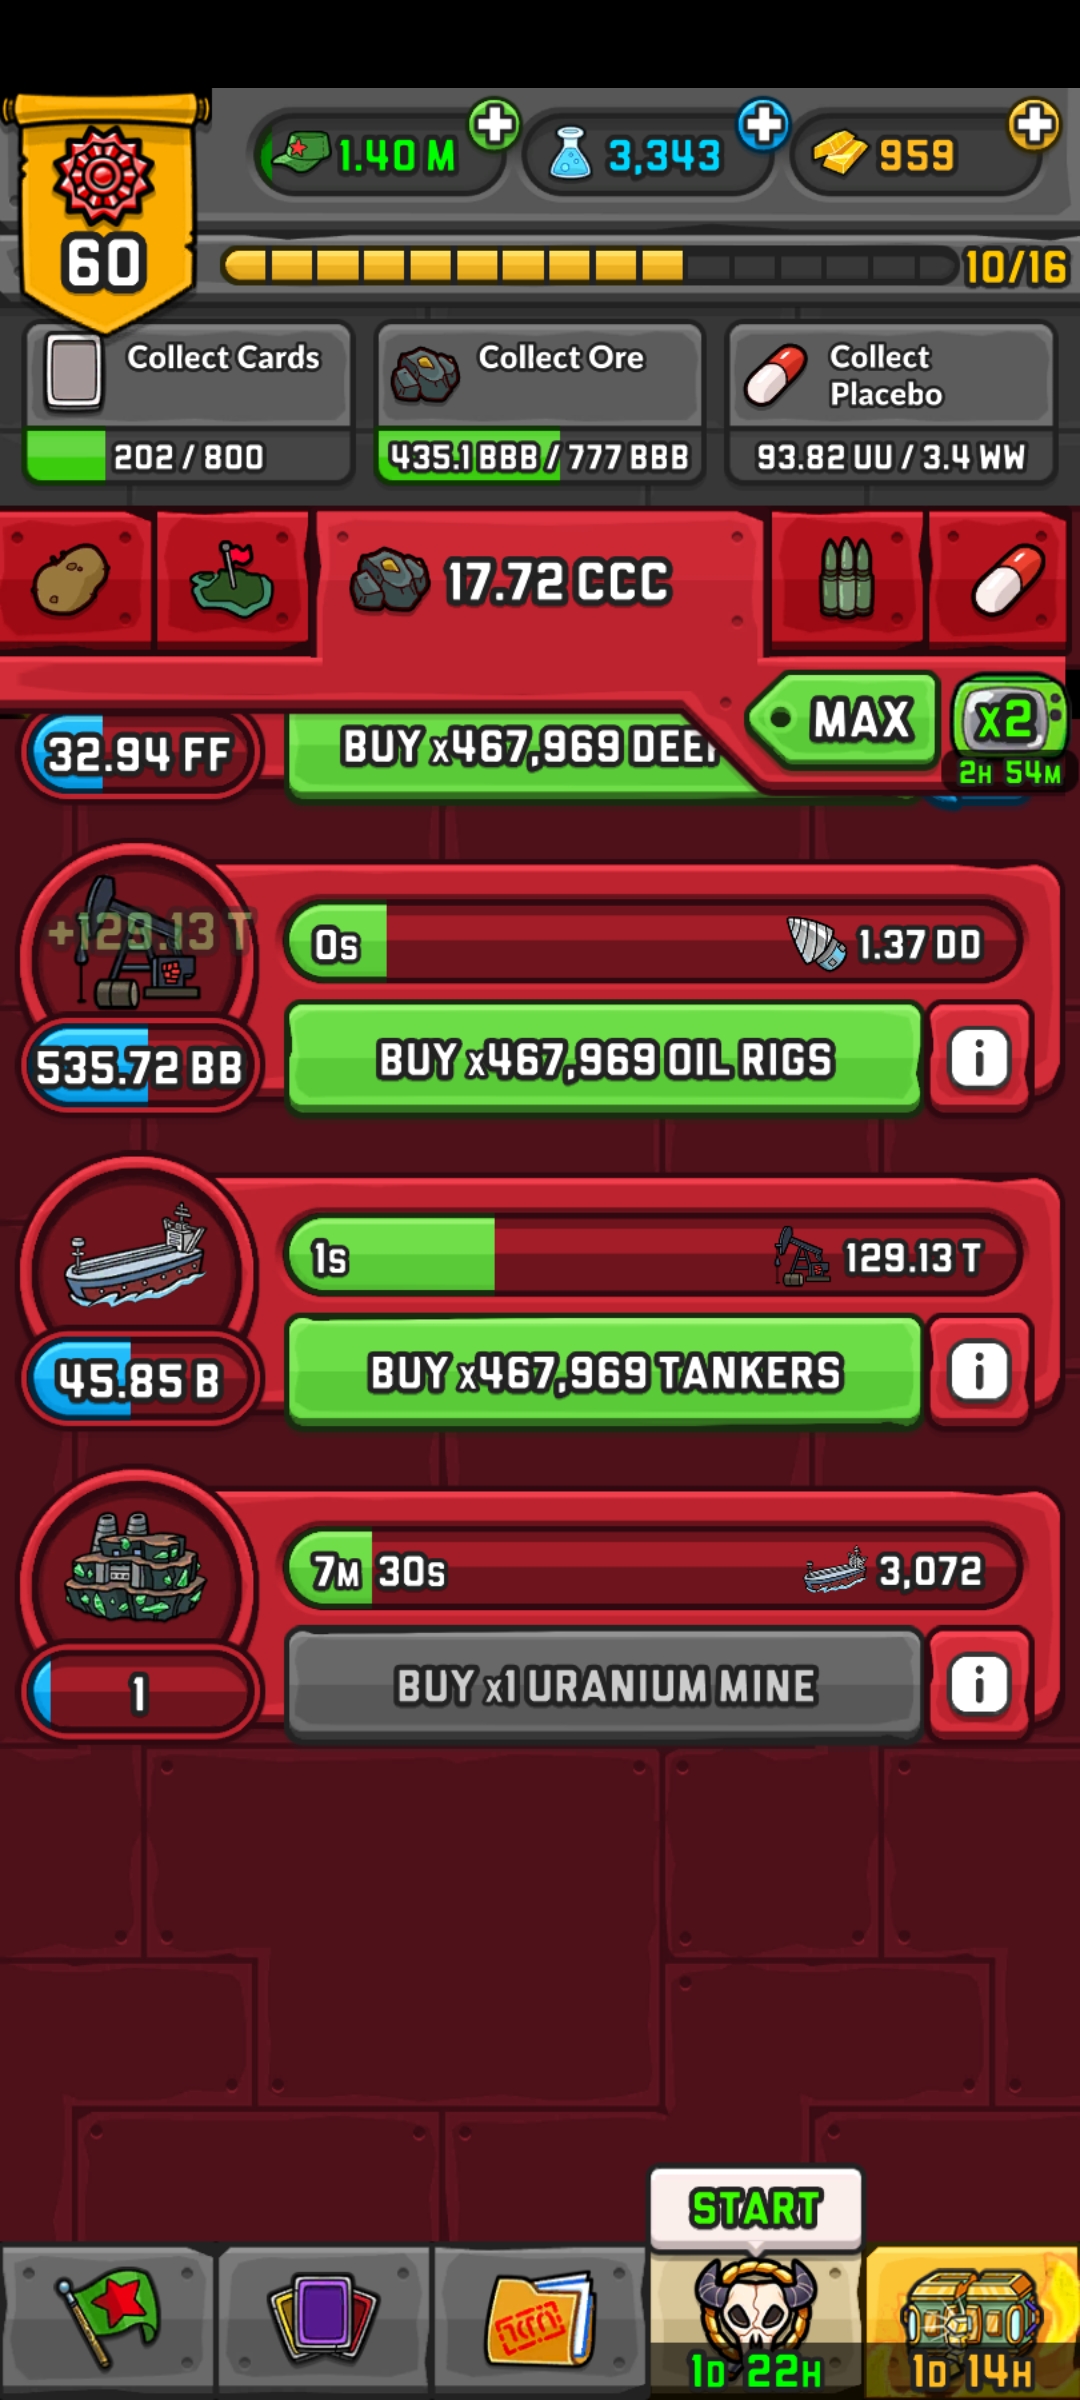 60
1.40 M
3,343
959
10/16
Collect Cards
202 / 800
Collect Ore
435.1 BBB / 777 BBB
Collect
Placebo
93.82 UU / 3.4 WW
17.72 CCC
MAX
x2
2H 54M
32.94 FF
BUY x467,969
+129.13 T
0s
1.37 DD
535.72 BB
BUY x467,969 OIL RIGS
i
1s
129.13 T
45.85 B
BUY x467,969 TANKERS
i
7M 30s
3,072
1
BUY x1 URANIUM MINE
i
START
1D 22H
1D 14H